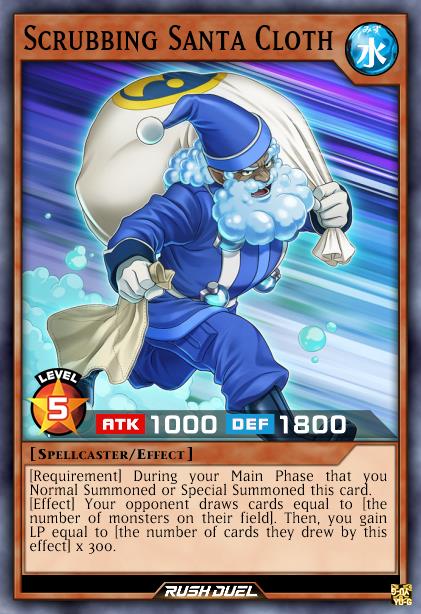 SCRUBBING SANTA CLOTH
みず
水
LEVEL
5
ATK 1000 DEF 1800
[SPELLCASTER/EFFECT]
[Requirement] During your Main Phase that you
Normal Summoned or Special Summoned this card.
[Effect] Your opponent draws cards equal to [the
number of monsters on their field]. Then, you gain
LP equal to [the number of cards they drew by this
effect] x 300.
RUSH DUEL